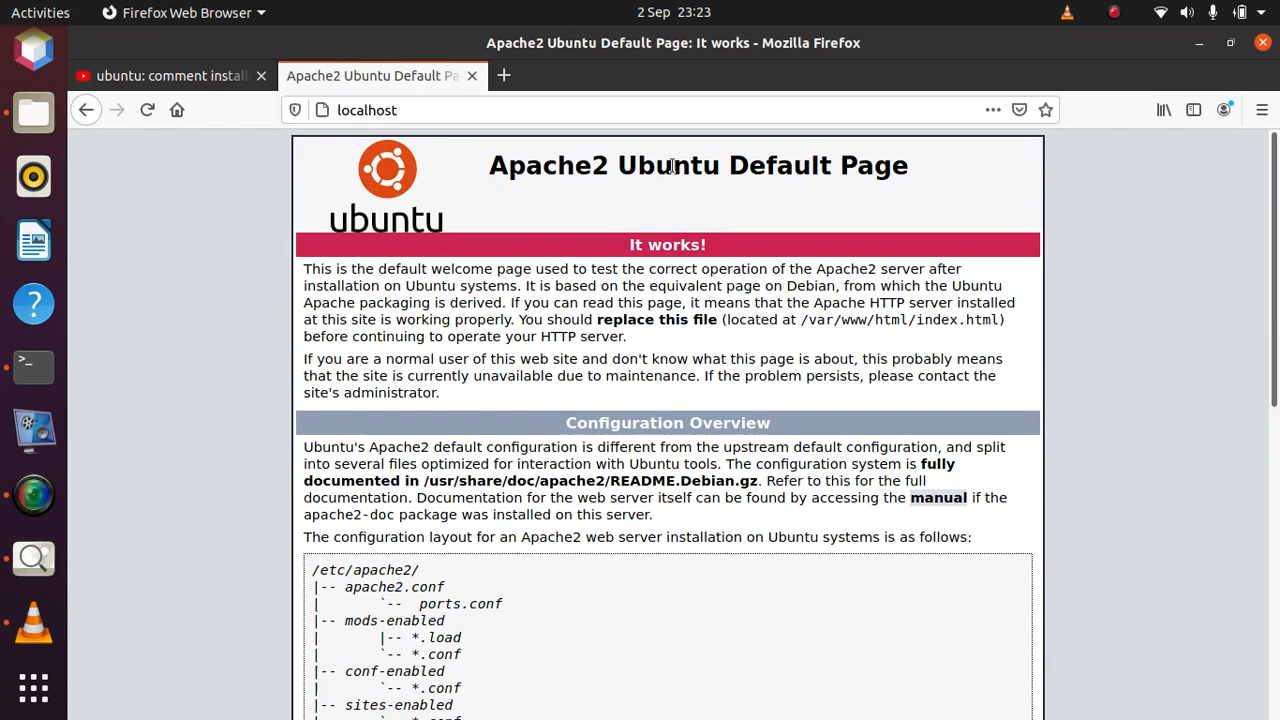 Activities Firefox Web Browser 2 Sep 23:23
Apache2 Ubuntu Default Page: It works - Mozilla Firefox
ubuntu: comment install Apache2 Ubuntu Default Pa
localhost
Apache2 Ubuntu Default Page
ubuntu
It works!
This is the default welcome page used to test the correct operation of the Apache2 server after
installation on Ubuntu systems. It is based on the equivalent page on Debian, from which the Ubuntu
Apache packaging is derived. If you can read this page, it means that the Apache HTTP server installed
at this site is working properly. You should replace this file (located at /var/www/html/index.html)
before continuing to operate your HTTP server.
If you are a normal user of this web site and don't know what this page is about, this probably means
that the site is currently unavailable due to maintenance. If the problem persists, please contact the
site's administrator.
Configuration Overview
Ubuntu's Apache2 default configuration is different from the upstream default configuration, and split
into several files optimized for interaction with Ubuntu tools. The configuration system is fully
documented in /usr/share/doc/apache2/README.Debian.gz. Refer to this for the full
documentation. Documentation for the web server itself can be found by accessing the manual if the
apache2-doc package was installed on this server.
The configuration layout for an Apache2 web server installation on Ubuntu systems is as follows:
/etc/apache2/
|-- apache2.conf
|       `--  ports.conf
|-- mods-enabled
|       |-- *.load
|       `-- *.conf
|-- conf-enabled
|       `-- *.conf
|-- sites-enabled